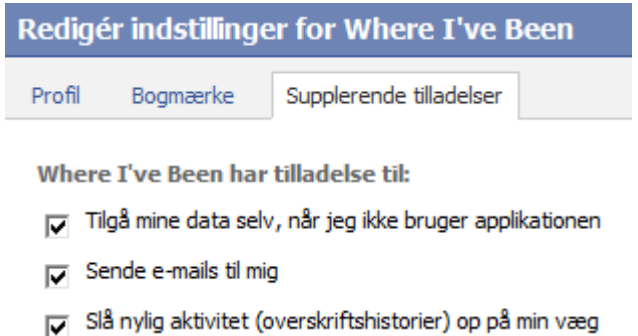 Redigér indstillinger for Where I've Been
Profil Bogmærke Supplerende tilladelser
Where I've Been har tilladelse til:
Tilgå mine data selv, når jeg ikke bruger applikationen
Sende e-mails til mig
Slå nylig aktivitet (overskriftshistorier) op på min væg